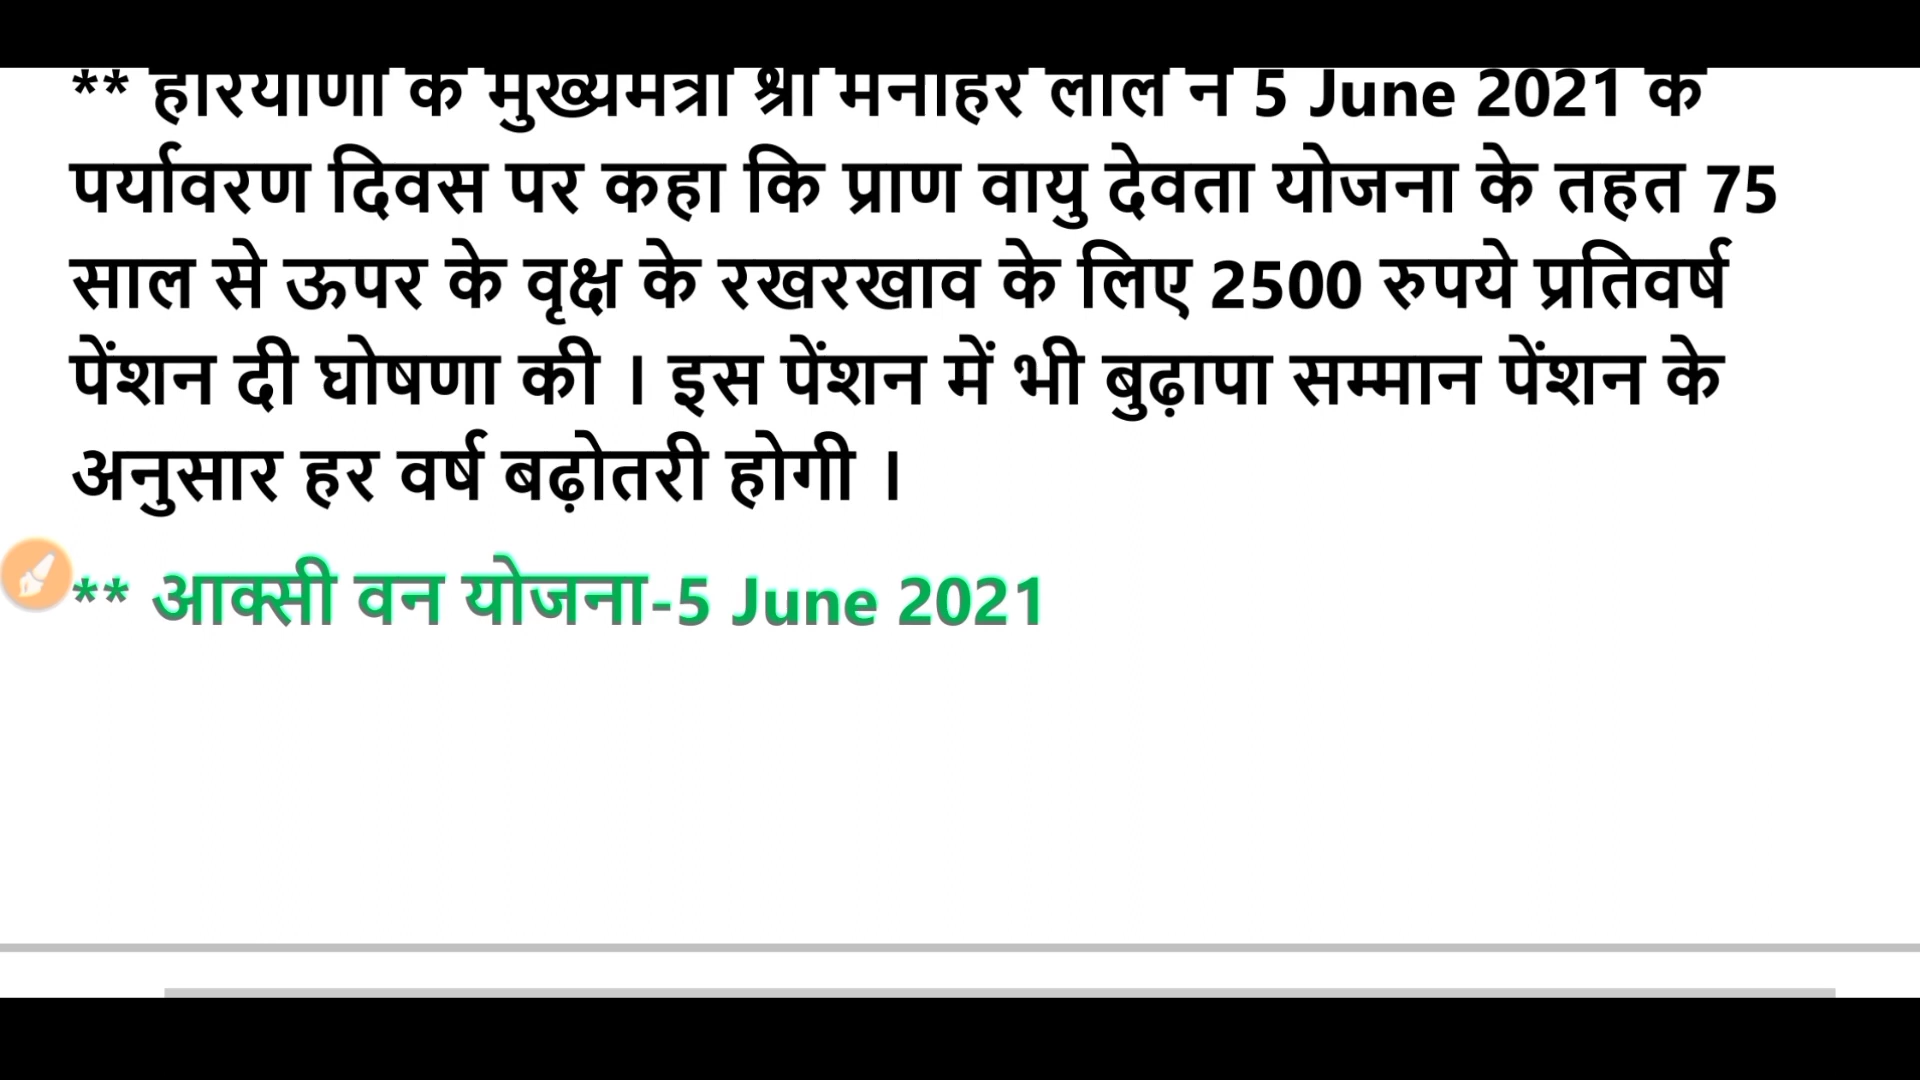 ** हरियाणा के मुख्यमंत्री श्री मनोहर लाल ने 5 June 2021 के
पर्यावरण दिवस पर कहा कि प्राण वायु देवता योजना के तहत 75
साल से ऊपर के वृक्ष के रखरखाव के लिए 2500 रुपये प्रतिवर्ष
पेंशन दी घोषणा की । इस पेंशन में भी बुढ़ापा सम्मान पेंशन के
अनुसार हर वर्ष बढ़ोतरी होगी ।
** आक्सी वन योजना-5 June 2021